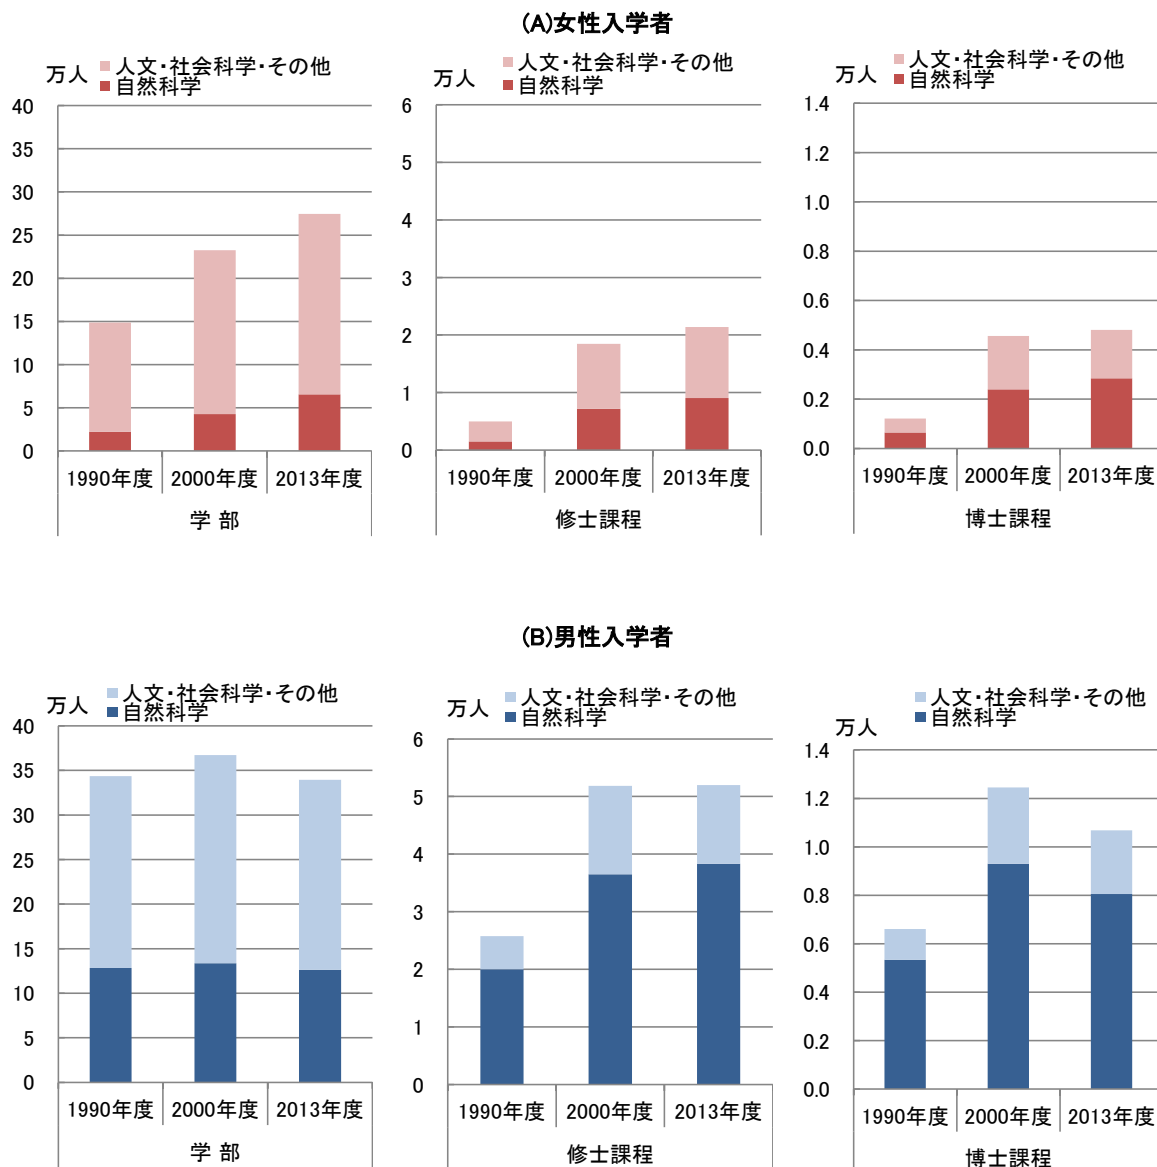 (A)女性入学者
万人
人文・社会科学・その他
自然科学
40
35
30
25
20
15
10
5
0
1990年度 2000年度 2013年度
学 部
万人
人文・社会科学・その他
自然科学
6
5
4
3
2
1
0
1990年度 2000年度 2013年度
修士課程
万人
人文・社会科学・その他
自然科学
1.4
1.2
1.0
0.8
0.6
0.4
0.2
0.0
1990年度 2000年度 2013年度
博士課程
(B)男性入学者
万人
人文・社会科学・その他
自然科学
40
35
30
25
20
15
10
5
0
1990年度 2000年度 2013年度
学 部
万人
人文・社会科学・その他
自然科学
6
5
4
3
2
1
0
1990年度 2000年度 2013年度
修士課程
万人
人文・社会科学・その他
自然科学
1.4
1.2
1.0
0.8
0.6
0.4
0.2
0.0
1990年度 2000年度 2013年度
博士課程